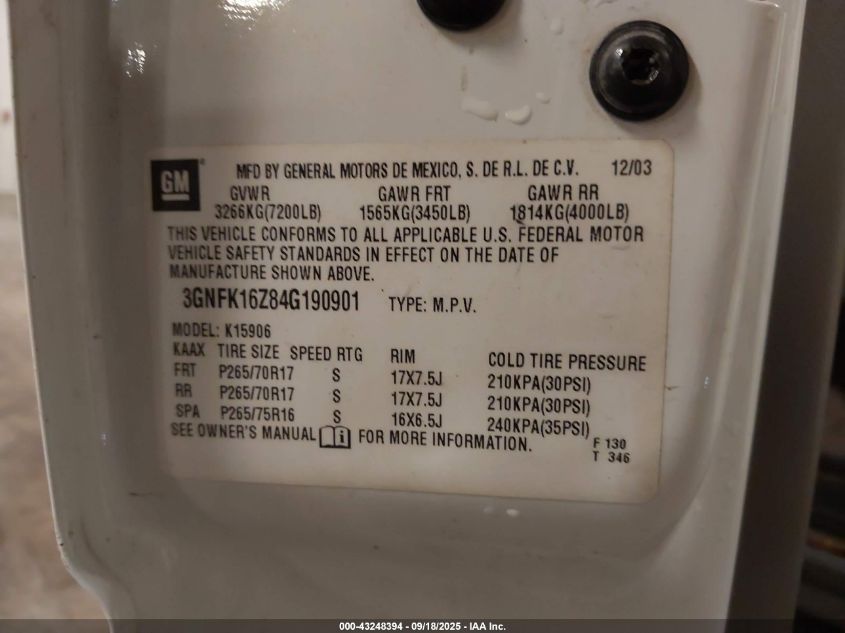 GM ® MFD BY GENERAL MOTORS DE MEXICO, S. DE R.L. DE C.V. 12/03
GVWR GAWR FRT GAWR RR
3266KG(7200LB) 1565KG(3450LB) 1814KG(4000LB)
THIS VEHICLE CONFORMS TO ALL APPLICABLE U.S. FEDERAL MOTOR
VEHICLE SAFETY STANDARDS IN EFFECT ON THE DATE OF
MANUFACTURE SHOWN ABOVE.
3GNFK16Z84G190901 TYPE: M.P.V.
MODEL: K15906
KAAX TIRE SIZE SPEED RTG RIM COLD TIRE PRESSURE
FRT P265/70R17 S 17X7.5J 210KPA(30PSI)
RR P265/70R17 S 17X7.5J 210KPA(30PSI)
SPA P265/75R16 S 16X6.5J 240KPA(35PSI)
SEE OWNER'S MANUAL i FOR MORE INFORMATION.
F 130
T 346
000-43248394 - 09/18/2025 - IAA Inc.